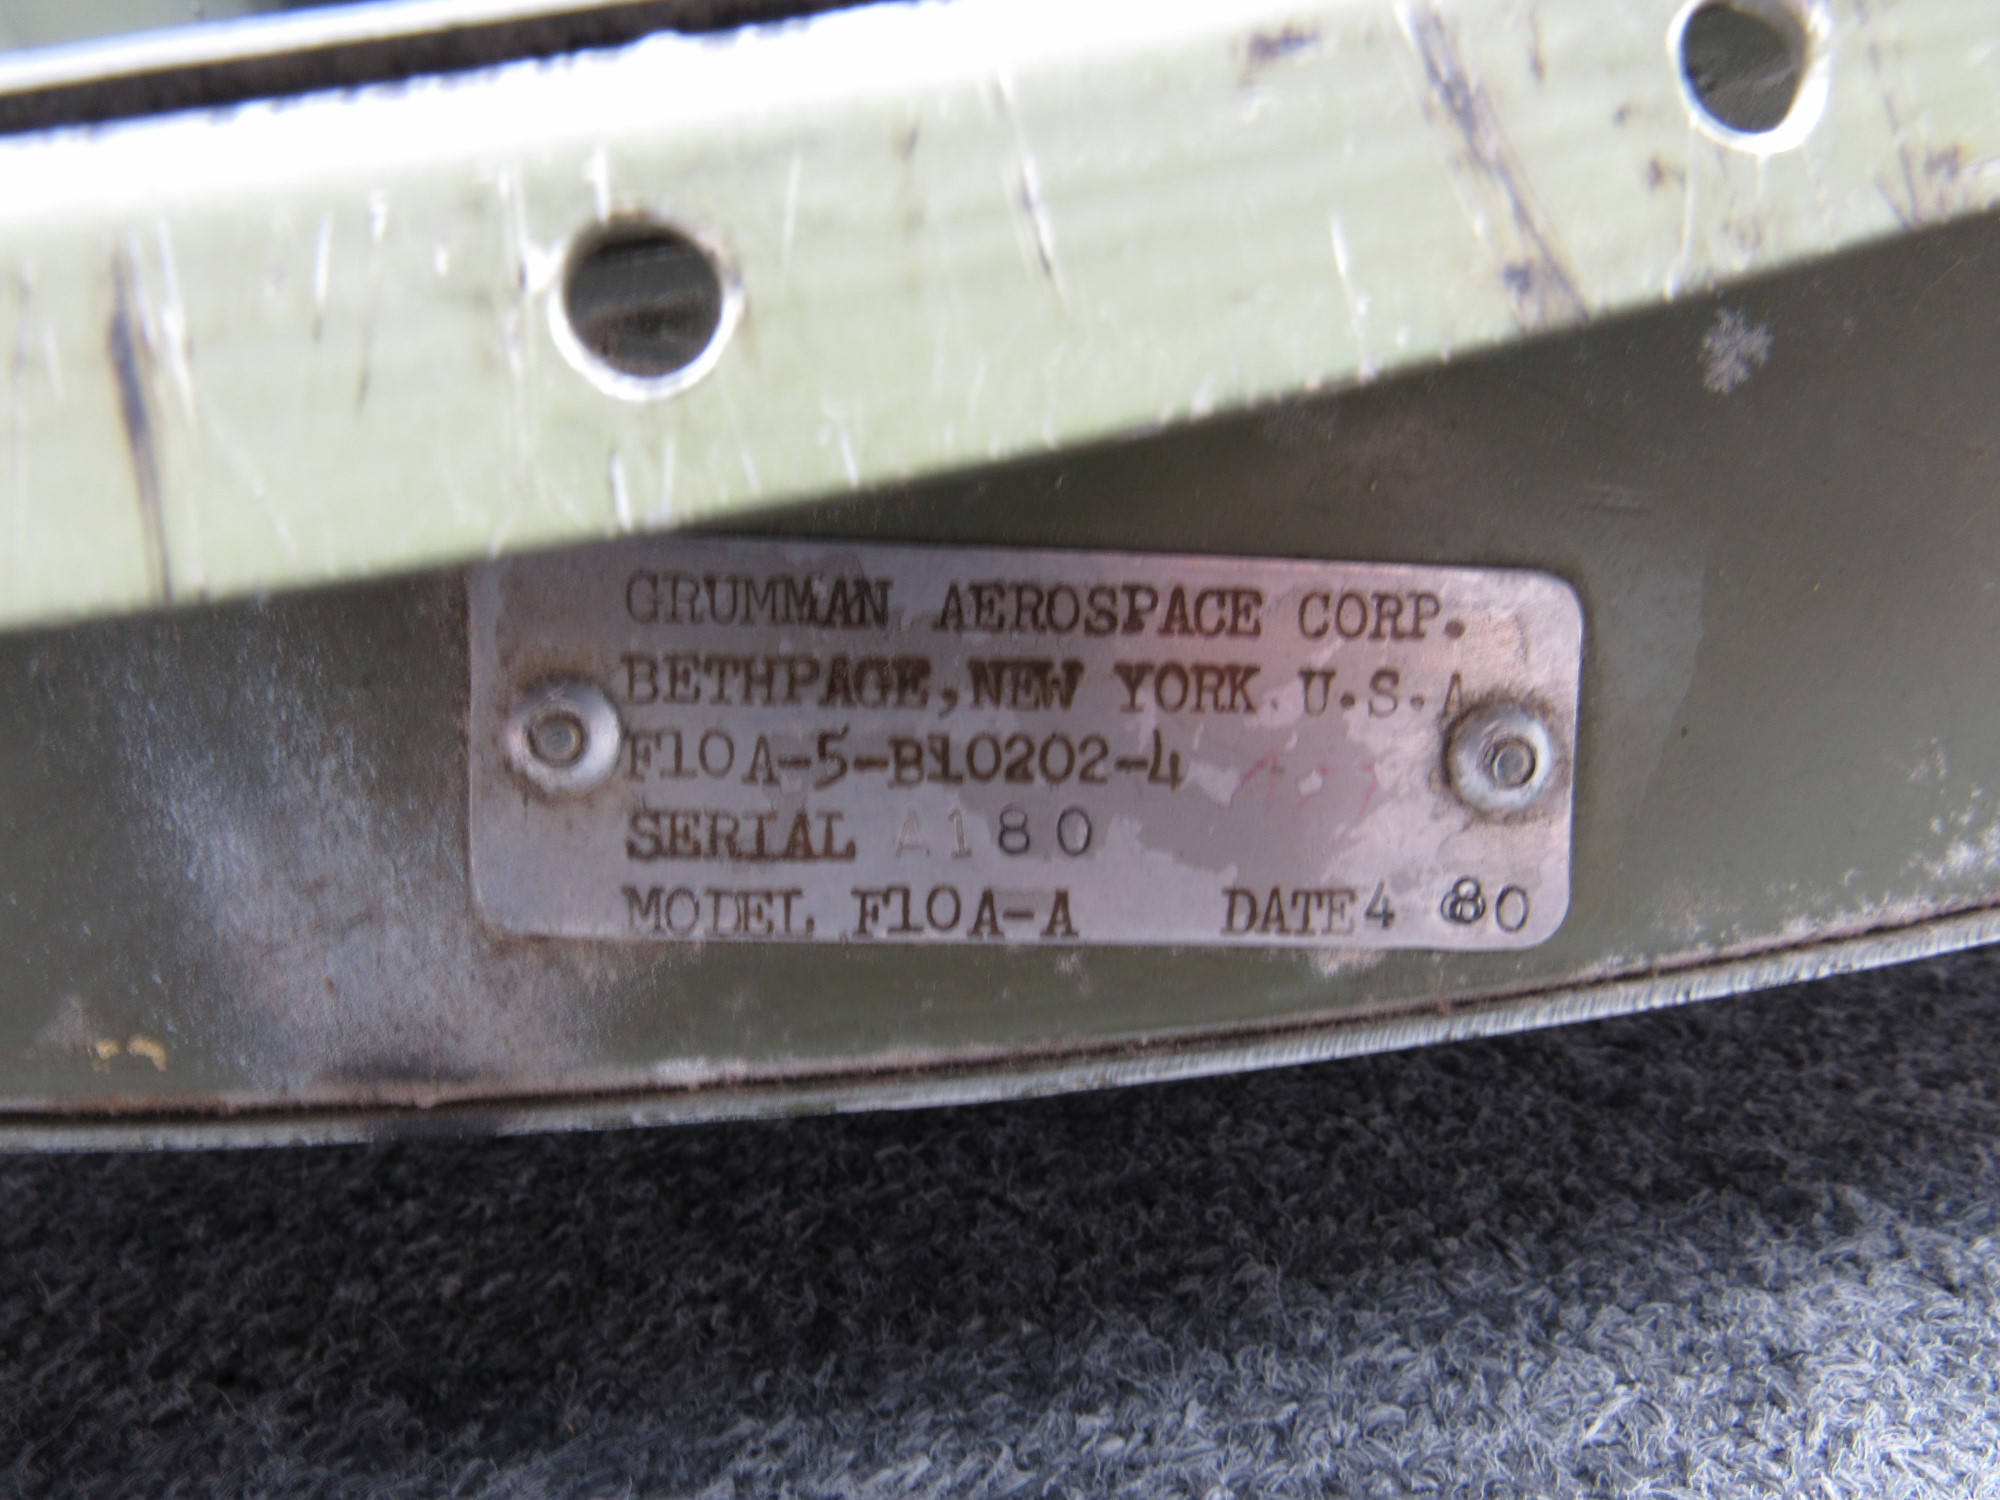 GRUMMAN AEROSPACE CORP.
BETHPAGE, NEW YORK. U.S.A
F10A-5-B10202-4
SERIAL A180
MODEL F10A-A DATE 4 80